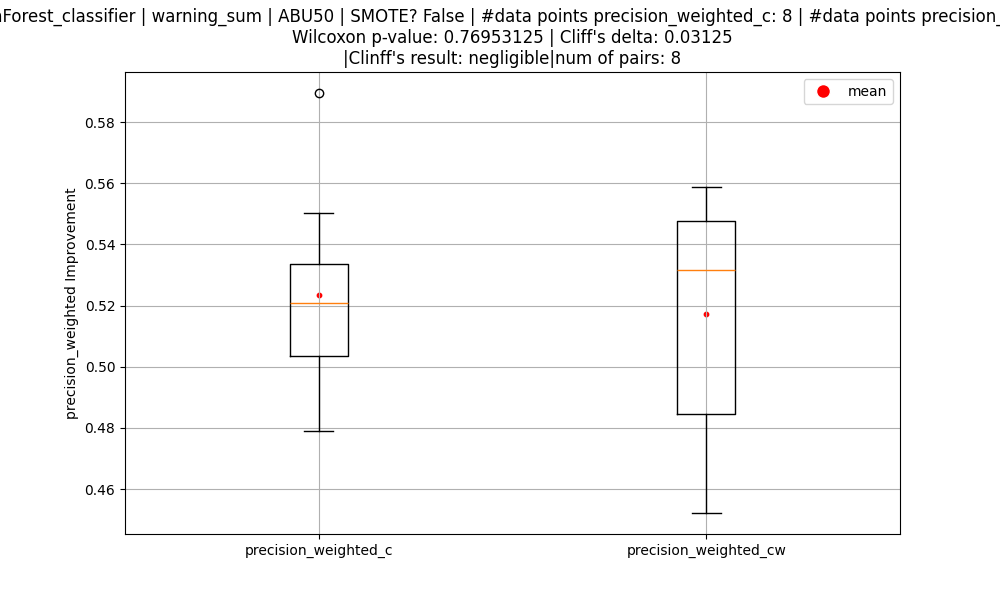 Forest_classifier | warning_sum | ABU50 | SMOTE? False | #data points precision_weighted_c: 8 | #data points precision_
Wilcoxon p-value: 0.76953125 | Cliff's delta: 0.03125
|Clinff's result: negligible|num of pairs: 8
mean
0.58
0.56
0.54
0.52
0.50
0.48
0.46
precision_weighted Improvement
precision_weighted_c
precision_weighted_cw